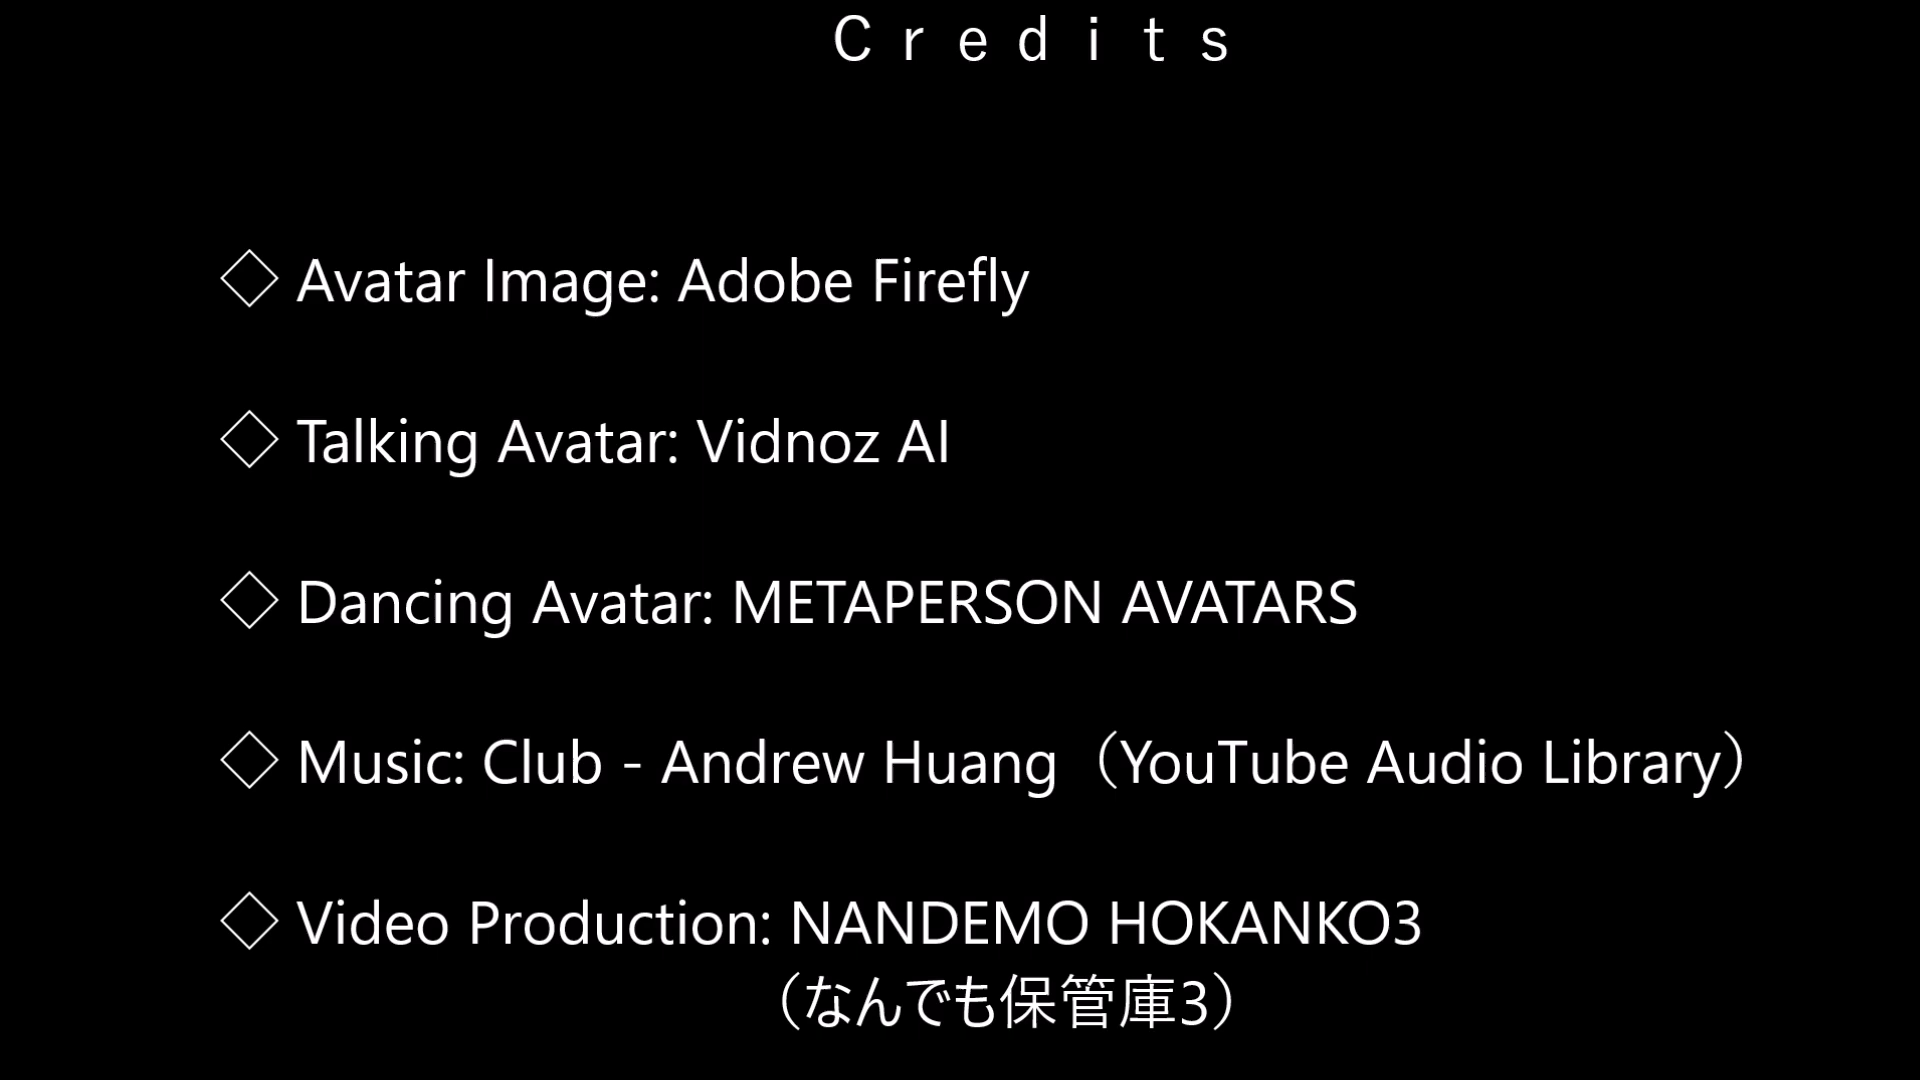 Credits
◇ Avatar Image: Adobe Firefly
◇ Talking Avatar: Vidnoz AI
◇ Dancing Avatar: METAPERSON AVATARS
◇ Music: Club - Andrew Huang（YouTube Audio Library）
◇ Video Production: NANDEMO HOKANKO3
（なんでも保管庫3）